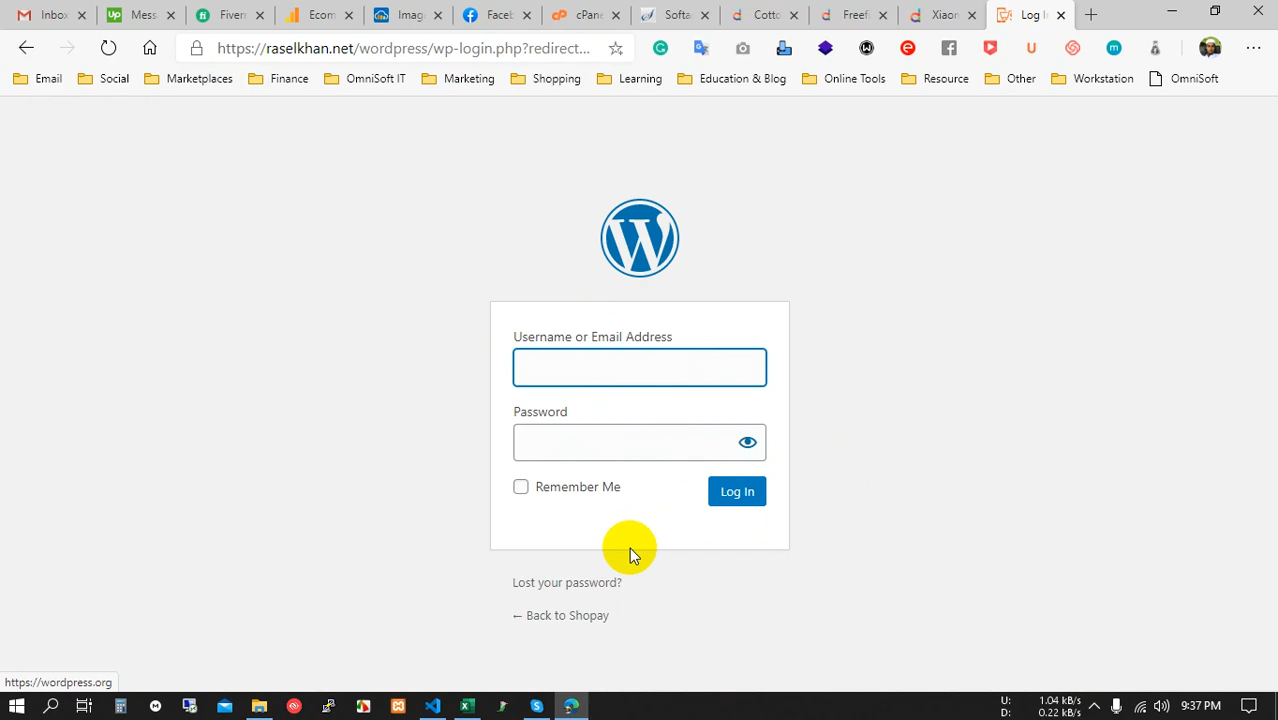 Inbox
Mess
Fiverr
Ecom
Imag
Faceb
cPane
Softa
Cotto
Freefi
Xiaon
Log In
https://raselkhan.net/wordpress/wp-login.php?redirect...
Email
Social
Marketplaces
Finance
OmniSoft IT
Marketing
Shopping
Learning
Education & Blog
Online Tools
Resource
Other
Workstation
OmniSoft
Username or Email Address
Password
Remember Me
Log In
Lost your password?
← Back to Shopay
https://wordpress.org
U: 1.04 kB/s
D: 0.22 kB/s
9:37 PM